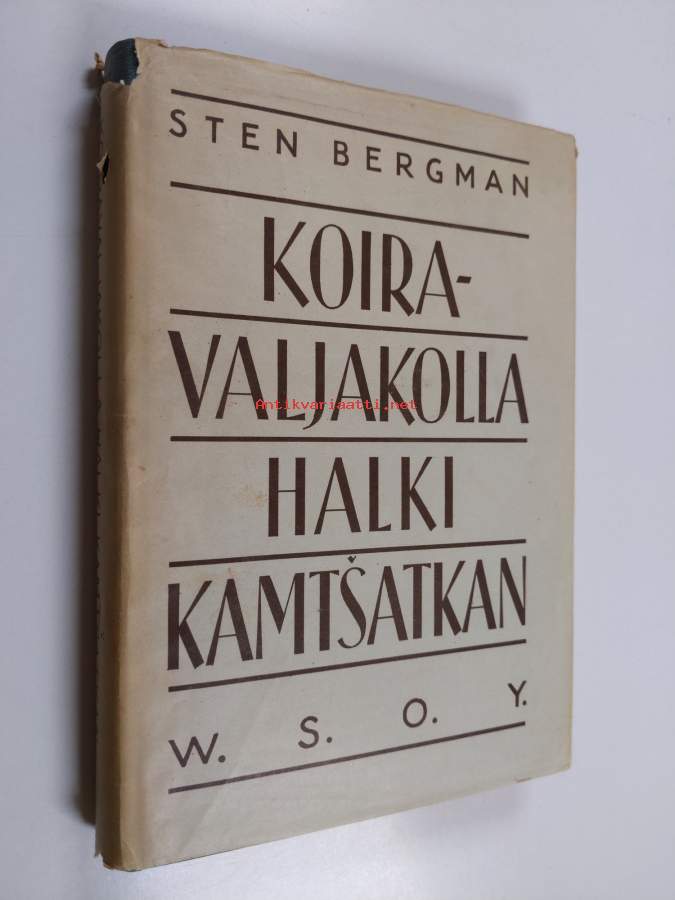 STEN BERGMAN
KOIRA-
VALJAKOLLA
Antikvariaatti.net
HALKI
KAMTŠATKAN
W. S. O. Y.